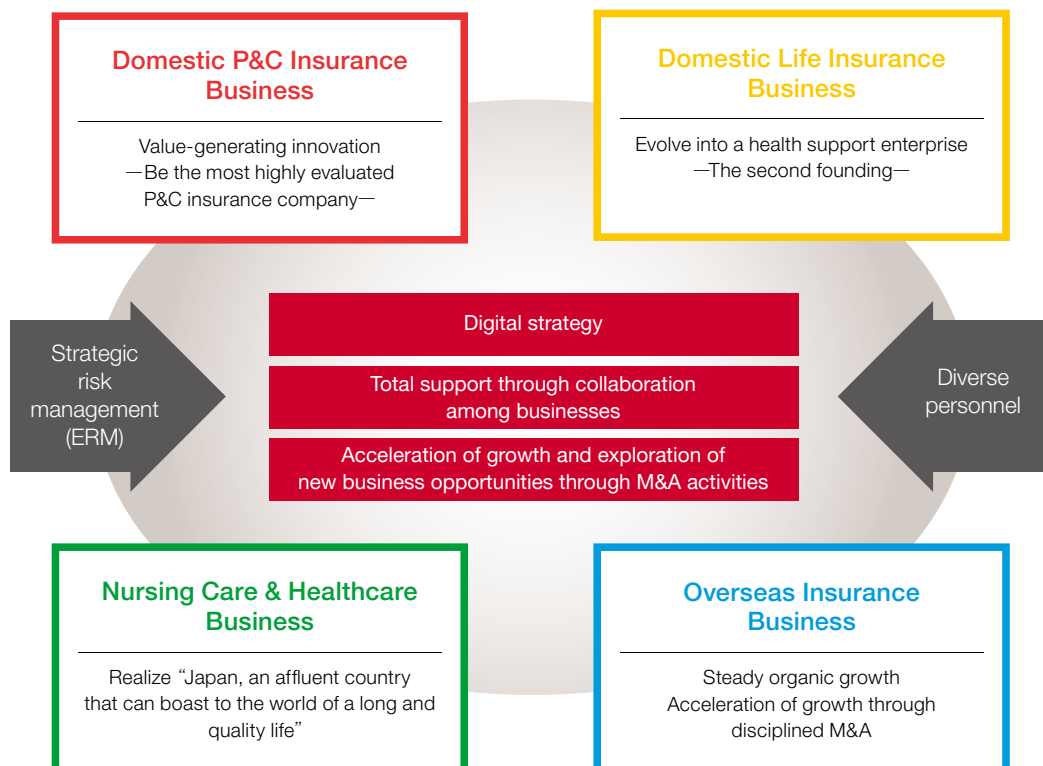 Domestic P&C Insurance
Business
Value-generating innovation
—Be the most highly evaluated
P&C insurance company—
Domestic Life Insurance
Business
Evolve into a health support enterprise
—The second founding—
Strategic
risk
management
(ERM)
Digital strategy
Total support through collaboration
among businesses
Acceleration of growth and exploration of
new business opportunities through M&A activities
Diverse
personnel
Nursing Care & Healthcare
Business
Realize “Japan, an affluent country
that can boast to the world of a long and
quality life”
Overseas Insurance
Business
Steady organic growth
Acceleration of growth through
disciplined M&A